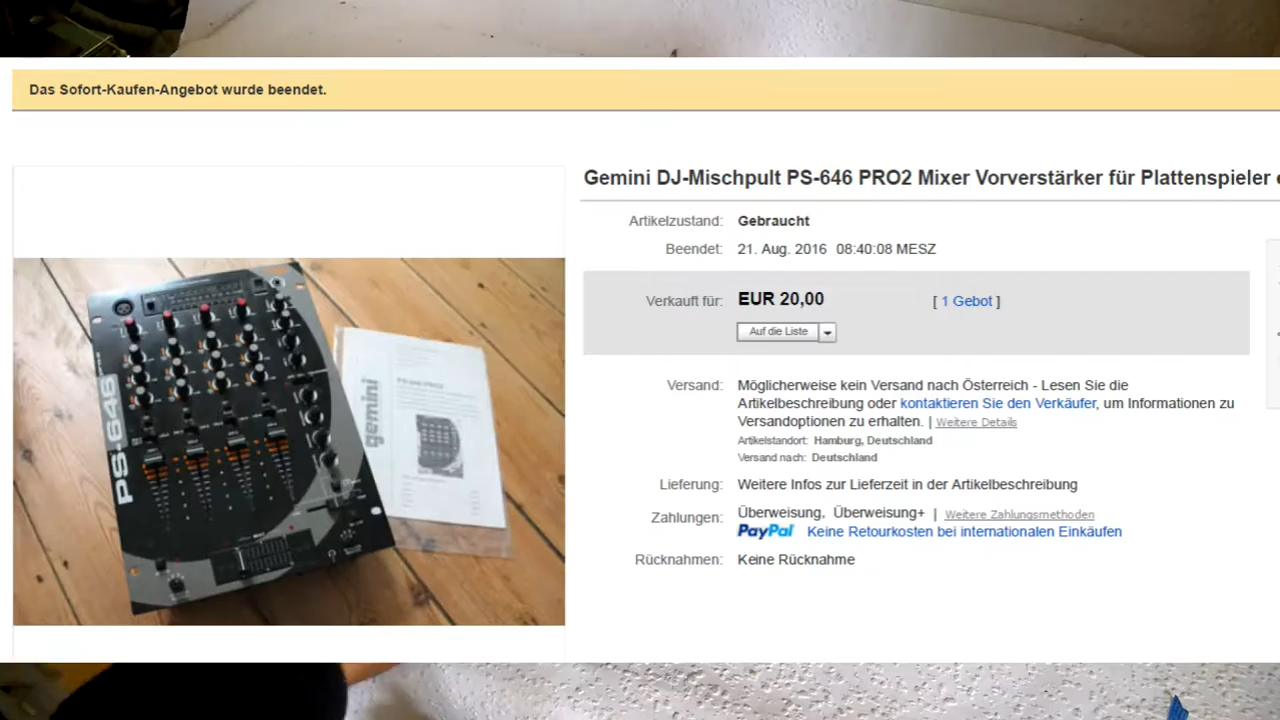 Das Sofort-Kaufen-Angebot wurde beendet.
Gemini DJ-Mischpult PS-646 PRO2 Mixer Vorverstärker für Plattenspieler
Artikelzustand: Gebraucht
Beendet: 21. Aug. 2016 08:40:08 MESZ
Verkauft für: EUR 20,00 [ 1 Gebot ]
Auf die Liste
Versand: Möglicherweise kein Versand nach Österreich - Lesen Sie die
Artikelbeschreibung oder kontaktieren Sie den Verkäufer, um Informationen zu
Versandoptionen zu erhalten. | Weitere Details
Artikelstandort: Hamburg, Deutschland
Versand nach: Deutschland
Lieferung: Weitere Infos zur Lieferzeit in der Artikelbeschreibung
Zahlungen: Überweisung, Überweisung+ | Weitere Zahlungsmethoden
PayPal Keine Retourkosten bei internationalen Einkäufen
Rücknahmen: Keine Rücknahme
PS-646
gemini
PS-646 PRO2